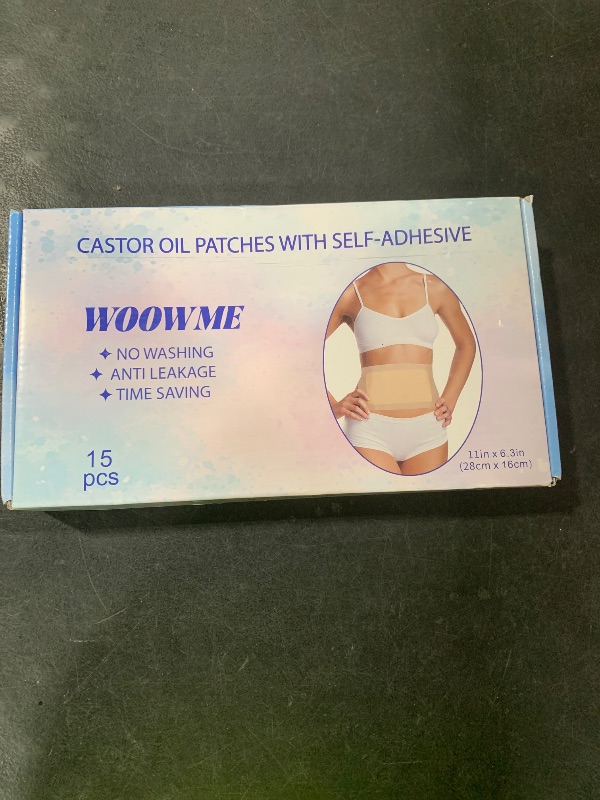 CASTOR OIL PATCHES WITH SELF-ADHESIVE
WOOWME
NO WASHING
ANTI LEAKAGE
TIME SAVING
15
pcs
11in x 6.3in
(28cm x 16cm)